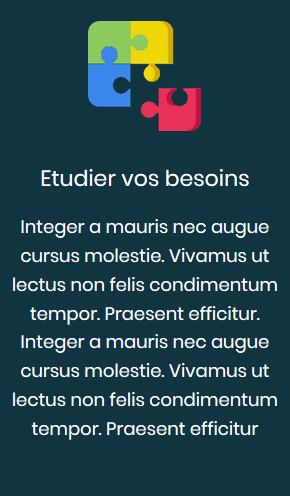 Etudier vos besoins
Integer a mauris nec augue
cursus molestie. Vivamus ut
lectus non felis condimentum
tempor. Praesent efficitur.
Integer a mauris nec augue
cursus molestie. Vivamus ut
lectus non felis condimentum
tempor. Praesent efficitur